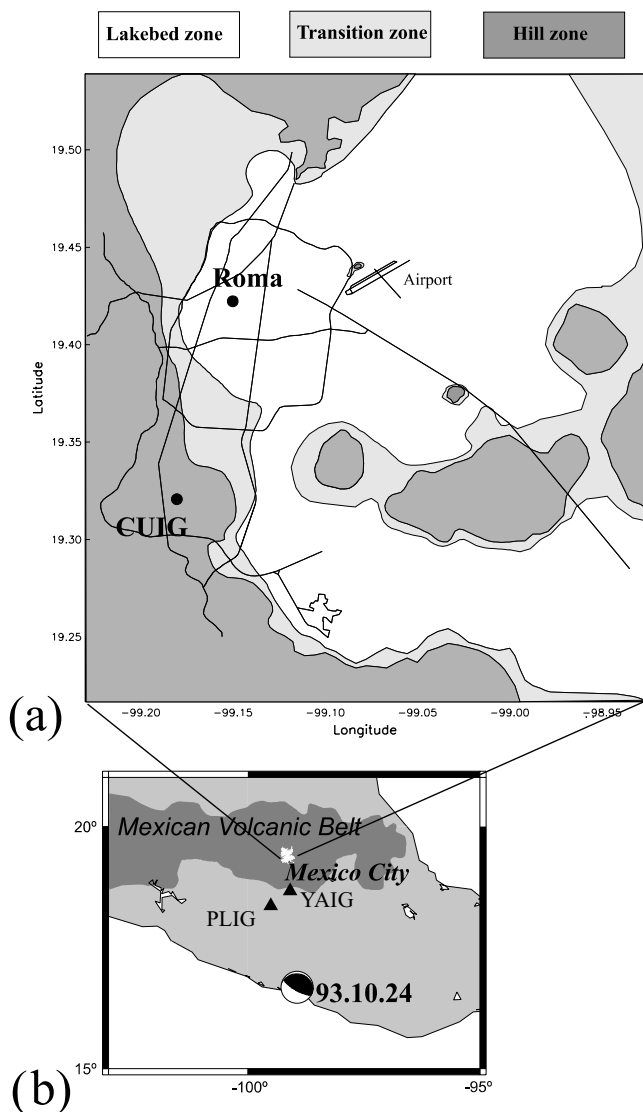 Lakebed zone
Transition zone
Hill zone
19.50
19.45
19.40
19.35
19.30
19.25
Latitude
Roma
Airport
CUIG
−99.20
−99.15
−99.10
−99.05
−99.00
−98.95
Longitude
(a)
20º
15º
Mexican Volcanic Belt
Mexico City
YAIG
PLIG
93.10.24
-100°
-95°
(b)